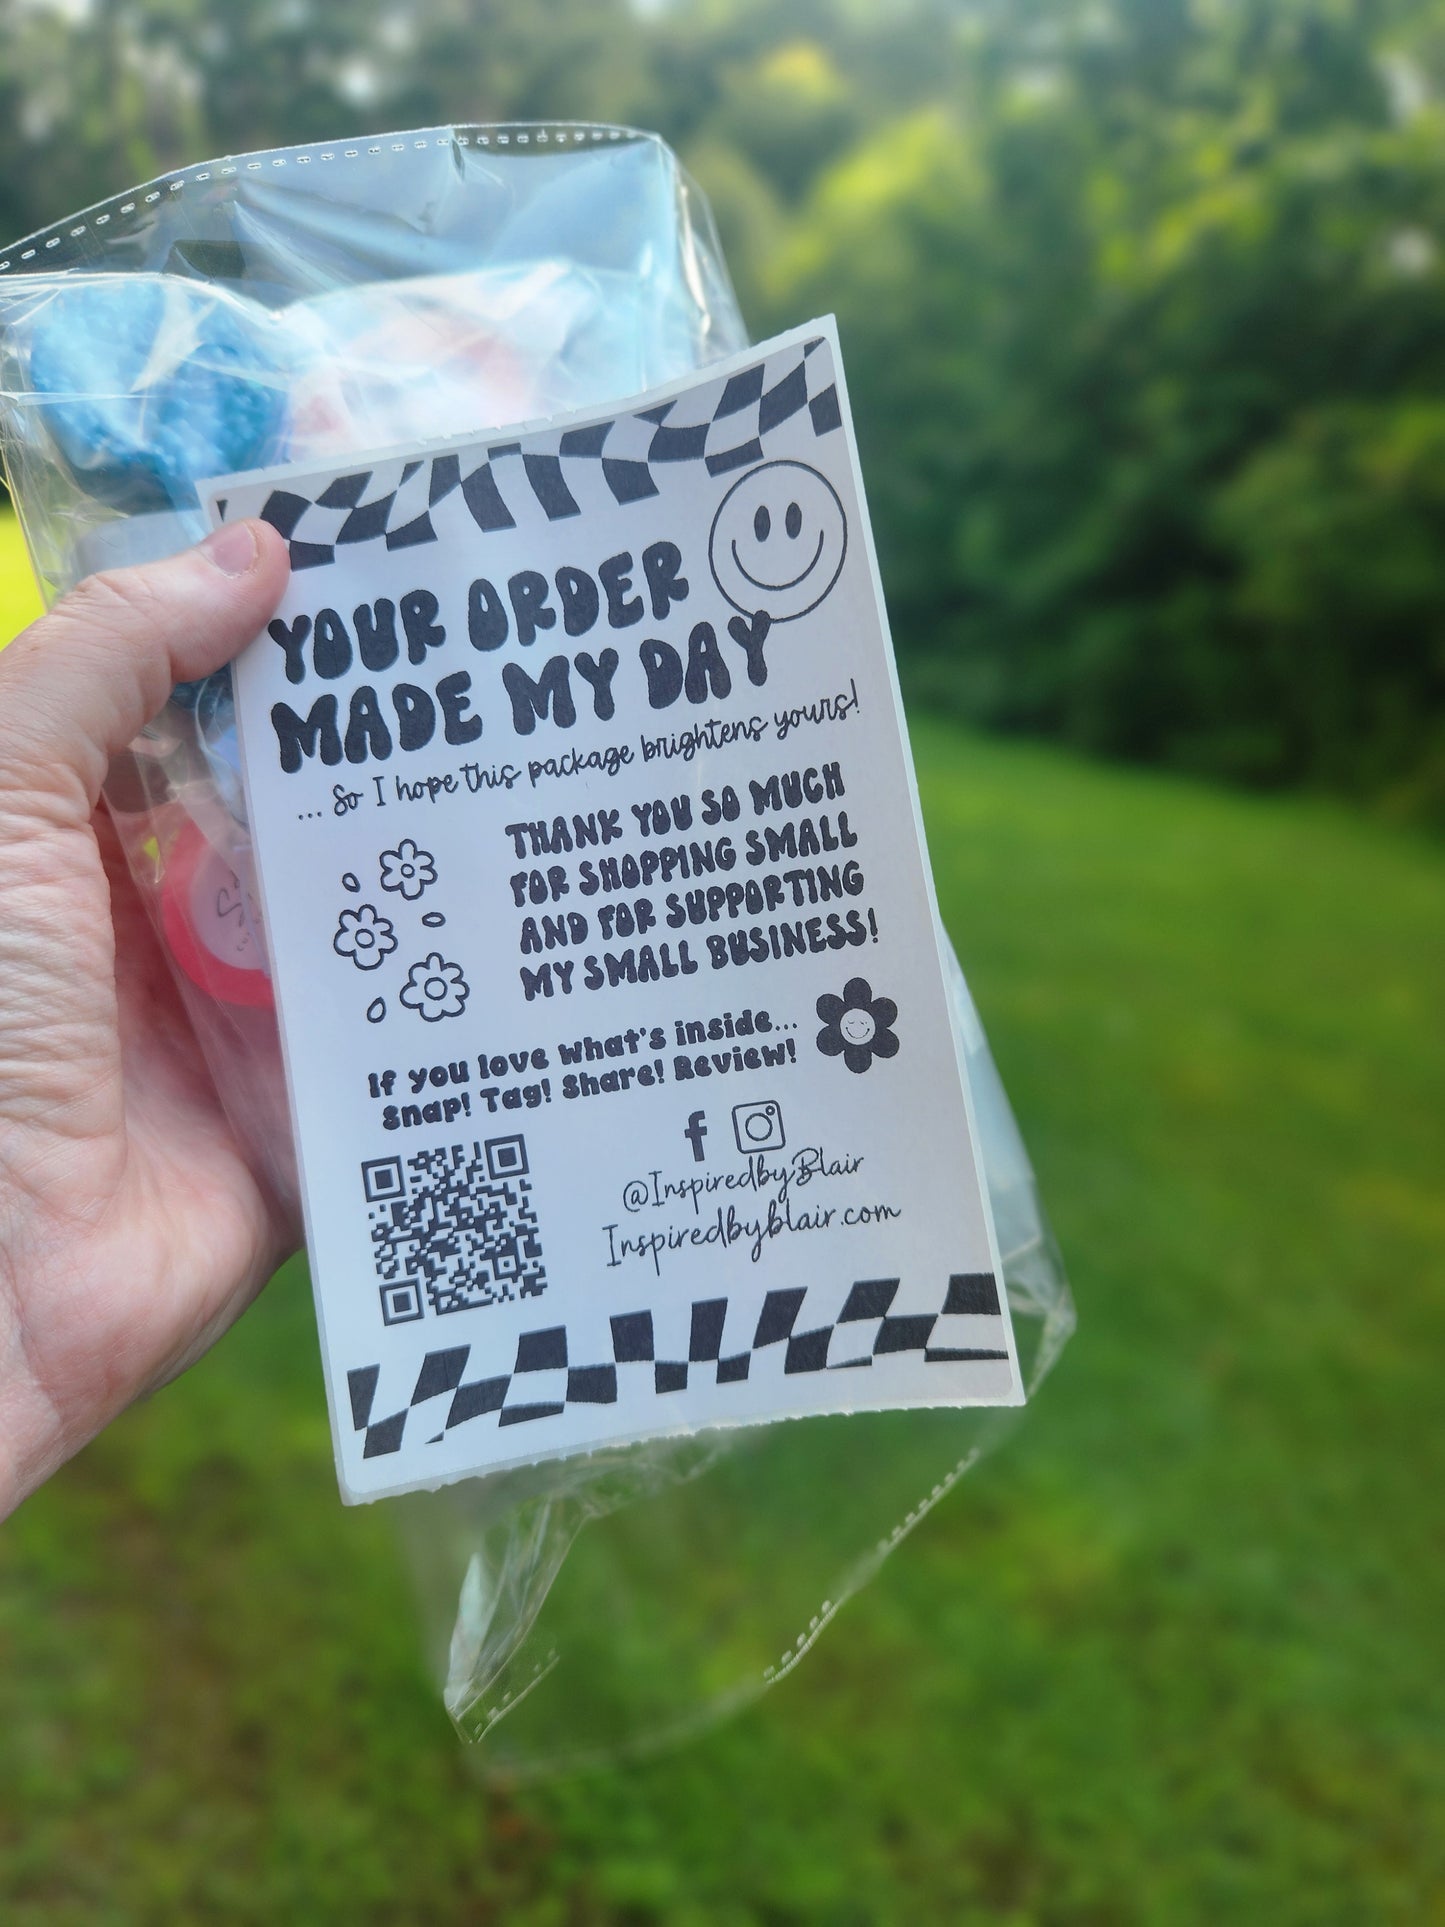 YOUR ORDER
MADE MY DAY
... So I hope this package brightens yours!
THANK YOU SO MUCH
FOR SHOPPING SMALL
AND FOR SUPPORTING
MY SMALL BUSINESS!
If you love what's inside...
Snap! Tag! Share! Review!
@InspiredbyBlair
Inspiredbyblair.com